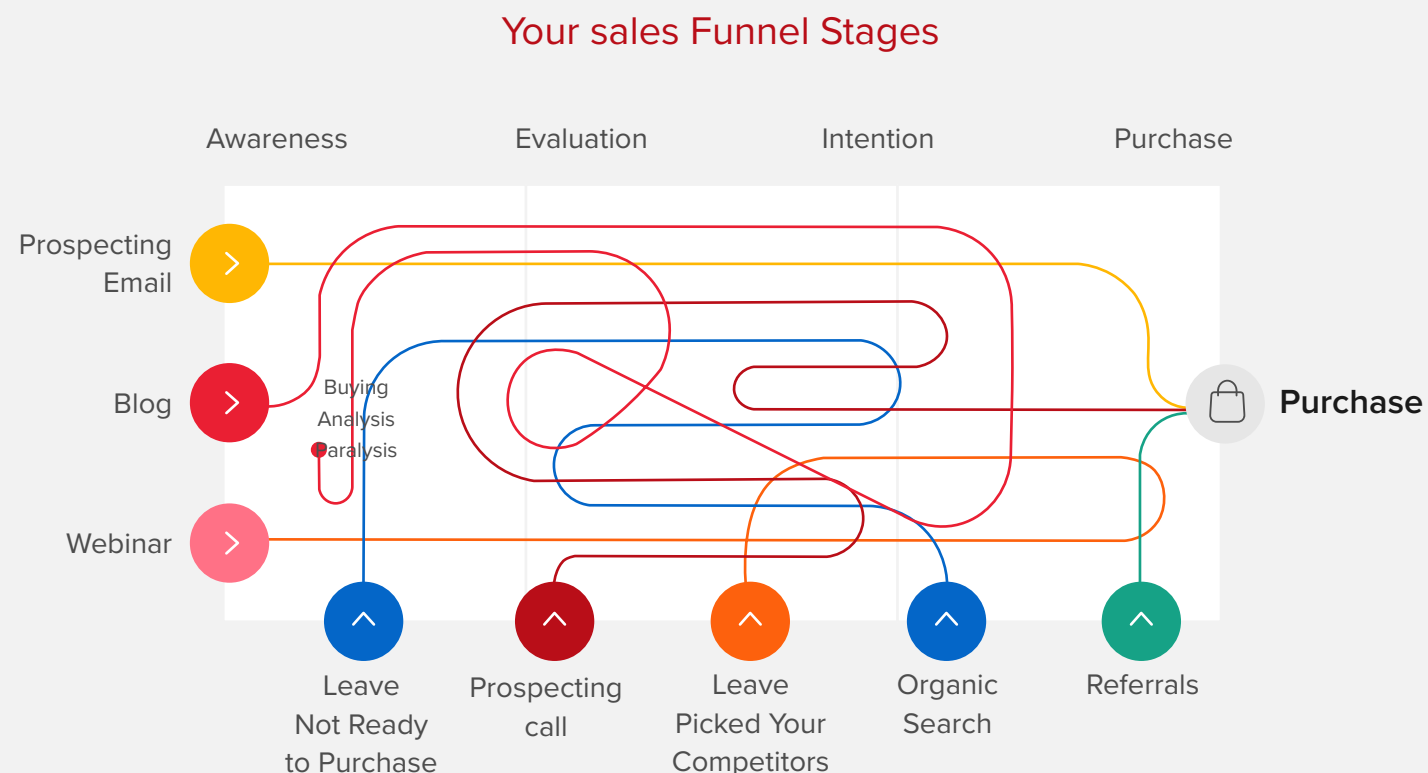 Your sales Funnel Stages
Awareness
Evaluation
Intention
Purchase
Prospecting
Email
Blog
Buying
Analysis
Paralysis
Purchase
Webinar
Leave
Not Ready
to Purchase
Prospecting
call
Leave
Picked Your
Competitors
Organic
Search
Referrals